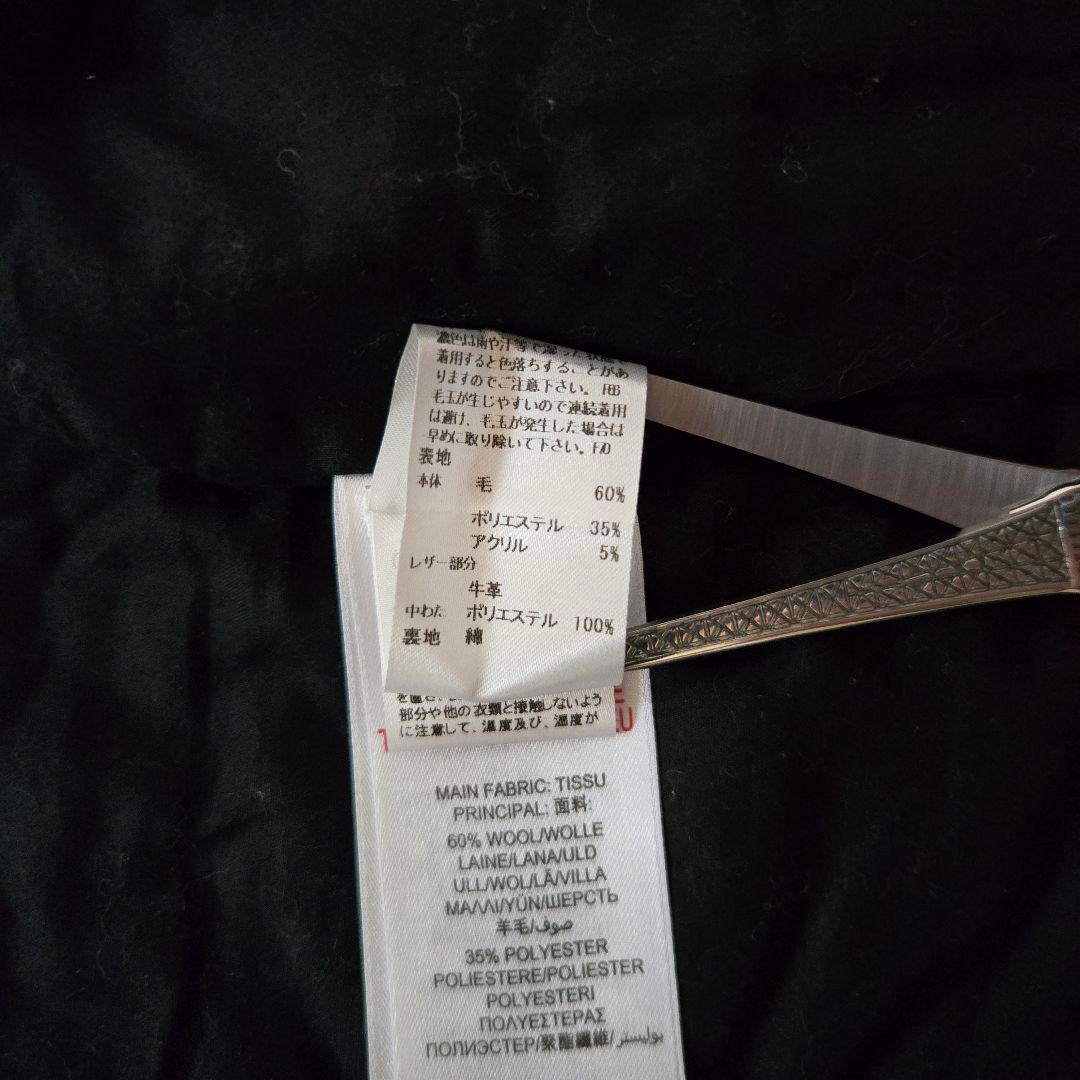 濃色は雨や汗等で湿った状態で
着用すると色落ちすることがあ
りますのでご注意下さい。FEB
毛玉が生じやすいので連続着用
は避け、毛玉が発生した場合は
早めに取り除いて下さい。F/D
表地
本体 毛 60%
ポリエステル 35%
アクリル 5%
レザー部分
牛革
中わた ポリエステル 100%
裏地 綿
部分や他の衣類と接触しないよう
に注意して、温度及び、湿度が
MAIN FABRIC: TISSU
PRINCIPAL: 面料:
60% WOOL/WOLLE
LAINE/LANA/ULD
ULL/WOL/LÃ/VILLA
ΜΑΛΛΙ/YÜN/ШЕРСТЬ
羊毛/صوف
35% POLYESTER
POLIESTERE/POLIESTER
POLYESTERI
ΠΟΛΥΕΣΤΕΡΑΣ
ПОЛИЭСТЕР/聚酯纖維/بوليستر